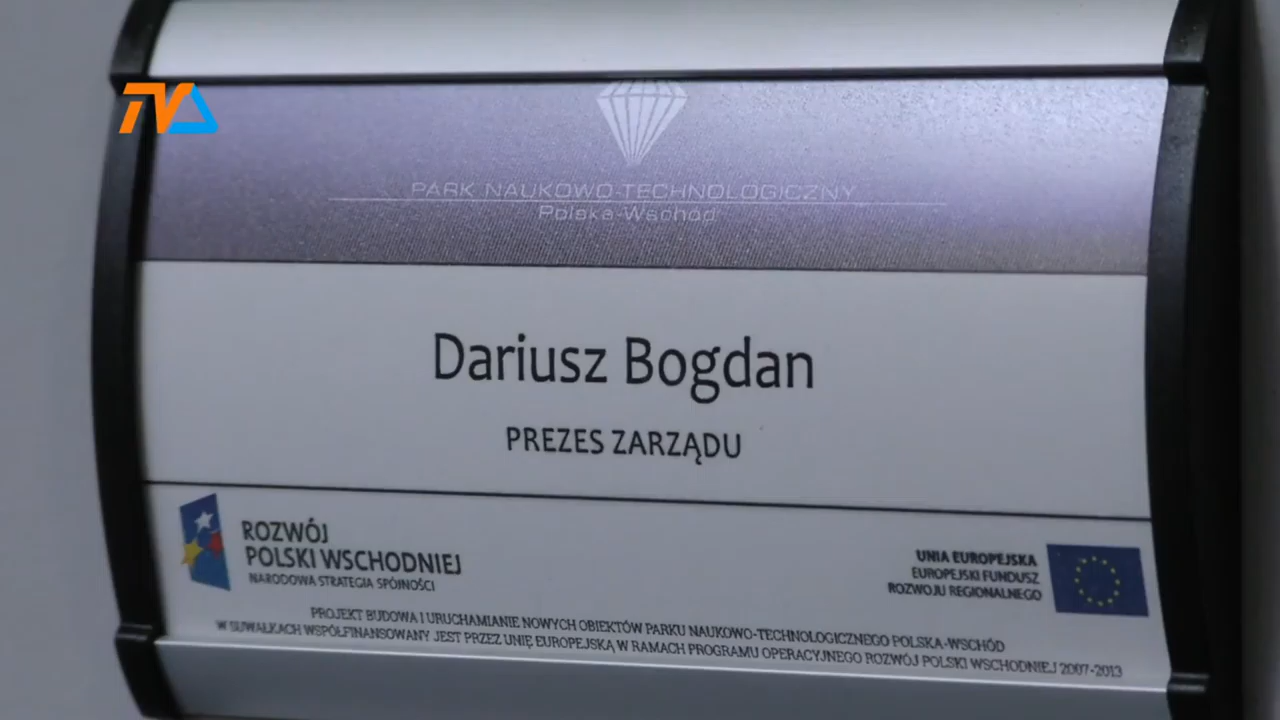 TVA
PARK NAUKOWO-TECHNOLOGICZNY
Polska-Wschód
Dariusz Bogdan
PREZES ZARZĄDU
ROZWÓJ
POLSKI WSCHODNIEJ
NARODOWA STRATEGIA SPÓJNOŚCI
UNIA EUROPEJSKA
EUROPEJSKI FUNDUSZ
ROZWOJU REGIONALNEGO
PROJEKT BUDOWA I URUCHAMIANIE NOWYCH OBIEKTÓW PARKU NAUKOWO-TECHNOLOGICZNEGO POLSKA-WSCHÓD
W SUWAŁKACH WSPÓŁFINANSOWANY JEST PRZEZ UNIĘ EUROPEJSKĄ W RAMACH PROGRAMU OPERACYJNEGO ROZWÓJ POLSKI WSCHODNIEJ 2007-2013